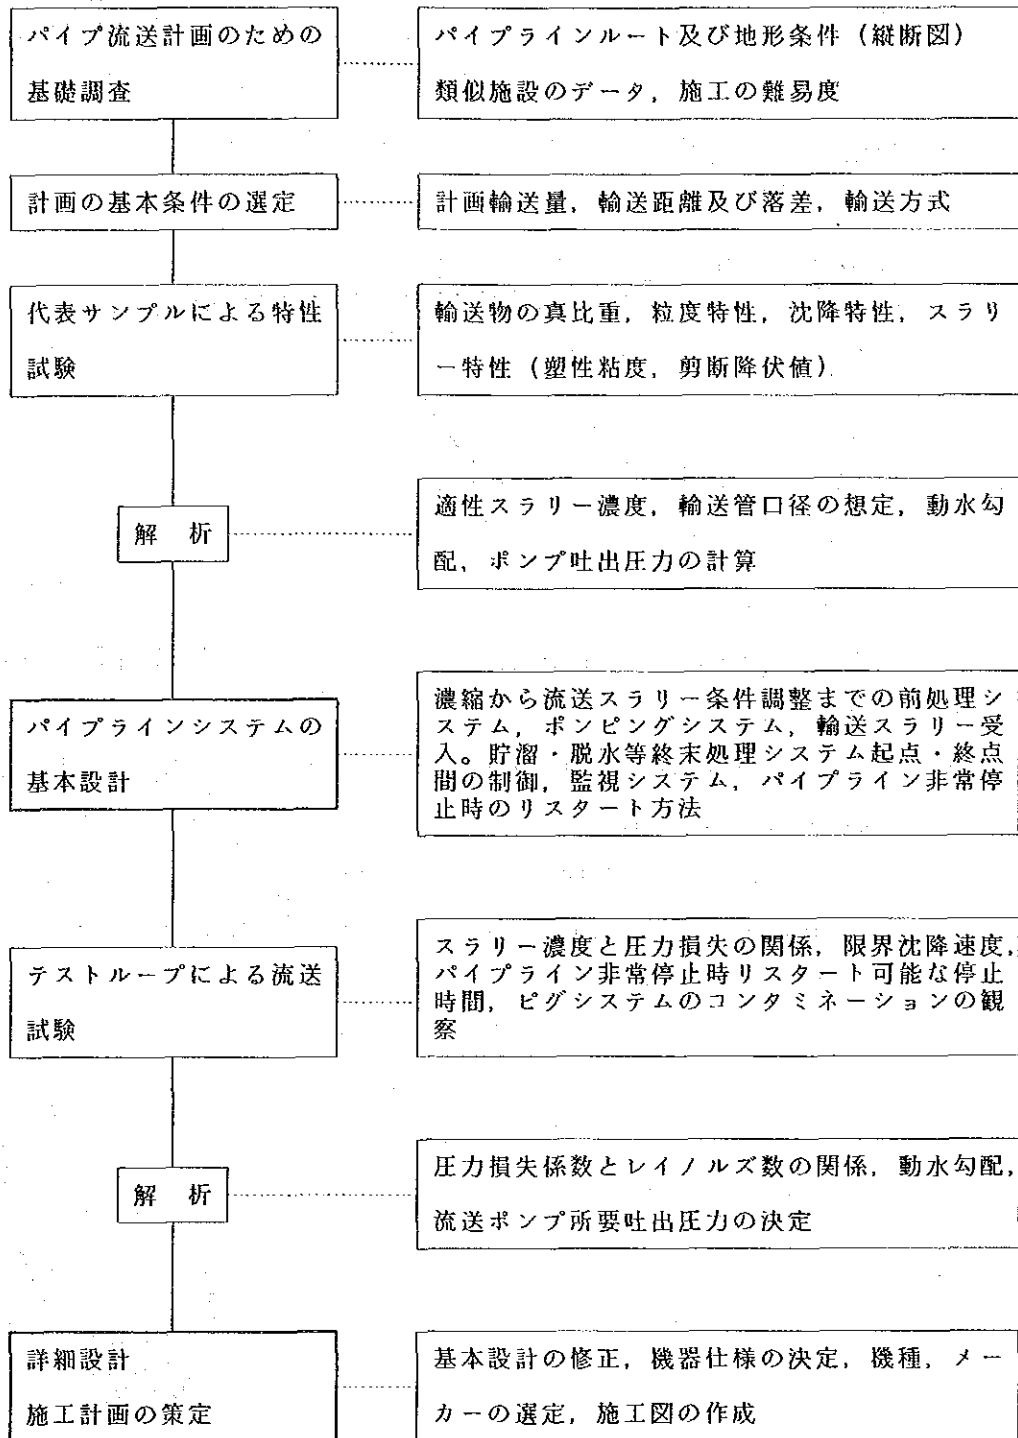 パイプ流送計画のための
基礎調査
パイプラインルート及び地形条件（縦断図）
類似施設のデータ，施工の難易度
計画の基本条件の選定
計画輸送量，輸送距離及び落差，輸送方式
代表サンプルによる特性
試験
輸送物の真比重，粒度特性，沈降特性，スラリ
ー特性（塑性粘度，剪断降伏値）
解　析
適性スラリー濃度，輸送管口径の想定，動水勾
配，ポンプ吐出圧力の計算
パイプラインシステムの
基本設計
濃縮から流送スラリー条件調整までの前処理シ
ステム，ポンピングシステム，輸送スラリー受
入。貯溜・脱水等終末処理システム起点・終点
間の制御，監視システム，パイプライン非常停
止時のリスタート方法
テストループによる流送
試験
スラリー濃度と圧力損失の関係，限界沈降速度，
パイプライン非常停止時リスタート可能な停止
時間，ピグシステムのコンタミネーションの観
察
解　析
圧力損失係数とレイノルズ数の関係，動水勾配，
流送ポンプ所要吐出圧力の決定
詳細設計
施工計画の策定
基本設計の修正，機器仕様の決定，機種，メー
カーの選定，施工図の作成